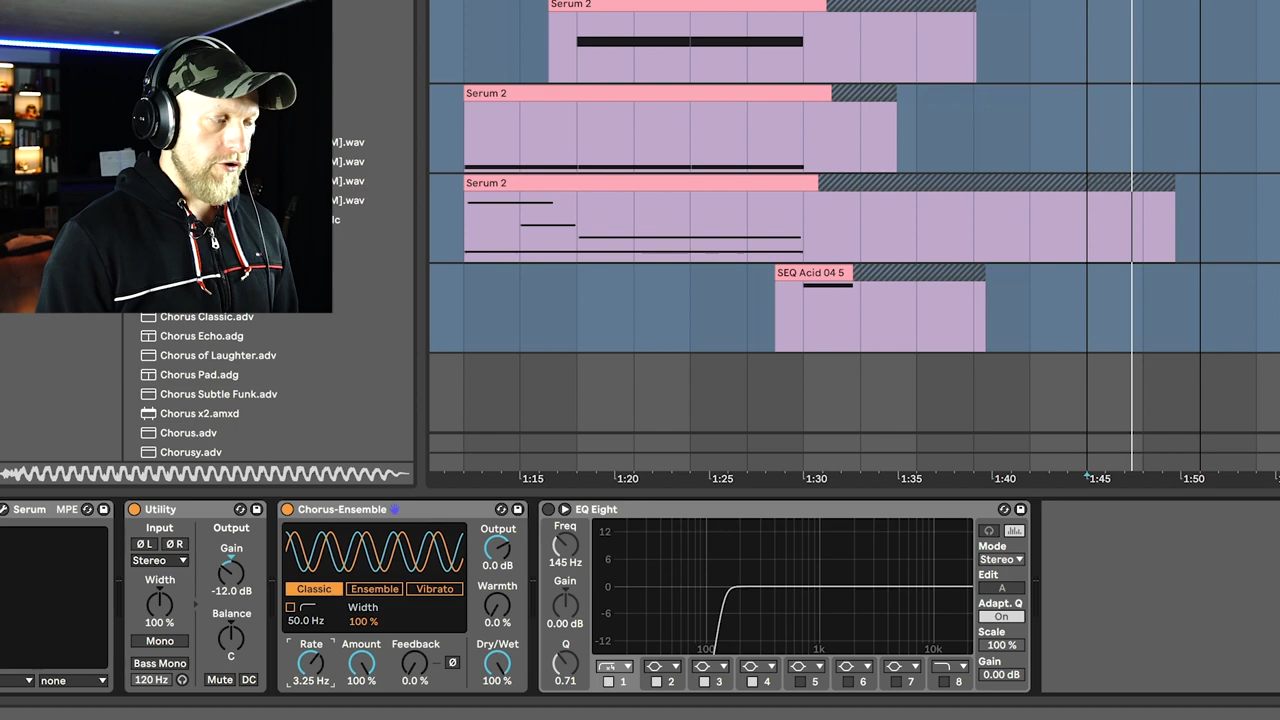 Serum 2
Serum 2
M].wav
M].wav
M].wav
Serum 2
M].wav
lc
SEQ Acid 04 5
Chorus Classic.adv
Chorus Echo.adg
Chorus of Laughter.adv
Chorus Pad.adg
Chorus Subtle Funk.adv
Chorus x2.amxd
Chorus.adv
Chorusy.adv
1:15 1:20 1:25 1:30 1:35 1:40 1:45 1:50
Serum MPE
Utility
Input
Ø L Ø R
Stereo
Width
100 %
Mono
Bass Mono
120 Hz
none
Output
Gain
-12.0 dB
Balance
C
Mute DC
Chorus-Ensemble
Classic Ensemble Vibrato
50.0 Hz
Width
100 %
Rate Amount Feedback
3.25 Hz 100 % 0.0 % Ø
Output
0.0 dB
Warmth
0.0 %
Dry/Wet
100 %
EQ Eight
Freq
145 Hz
Gain
0.00 dB
Q
0.71
12
6
0
-6
-12
100 1k 10k
1 2 3 4 5 6 7 8
Mode
Stereo
Edit
A
Adapt. Q
On
Scale
100 %
Gain
0.00 dB